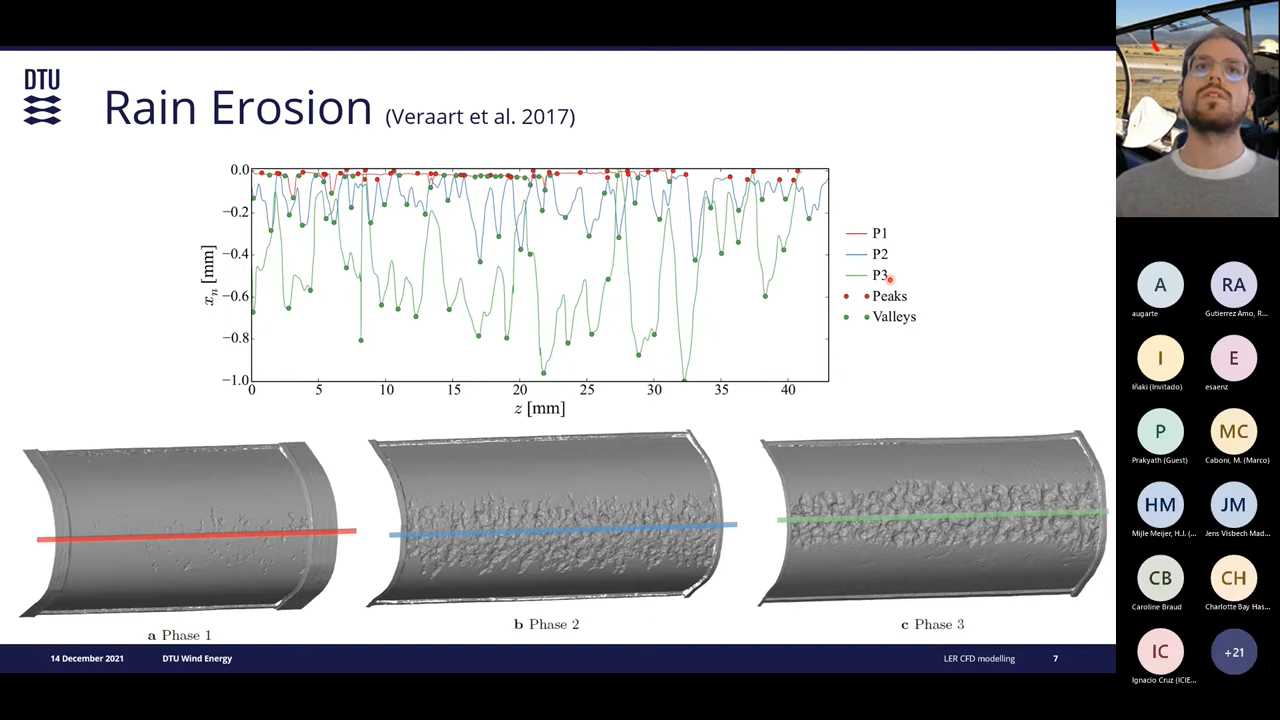 DTU
Rain Erosion (Veraart et al. 2017)
0.0
−0.2
−0.4
−0.6
−0.8
−1.0
xₙ [mm]
0 5 10 15 20 25 30 35 40
z [mm]
P1
P2
P3
Peaks
Valleys
a Phase 1
b Phase 2
c Phase 3
14 December 2021 DTU Wind Energy LER CFD modelling 7
A RA
augarte Gutierrez Amo, R...
I E
Iñaki (Invitado) esaenz
P MC
Prakyath (Guest) Caboni, M. (Marco)
HM JM
Mijle Meijer, H.J. (... Jens Visbech Mad...
CB CH
Caroline Braud Charlotte Bay Has...
IC +21
Ignacio Cruz (ICIE...